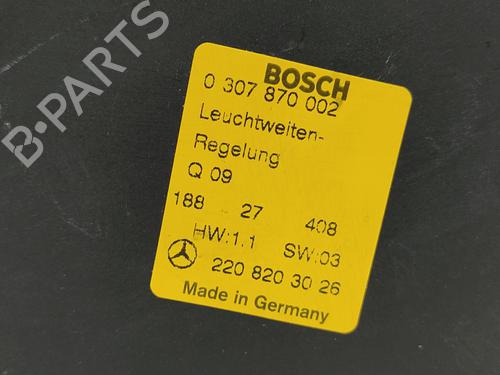 B-PARTS
BOSCH
0 307 870 002
Leuchtweiten-
Regelung
Q 09
188 27 408
HW:1.1 SW:03
220 820 30 26
Made in Germany